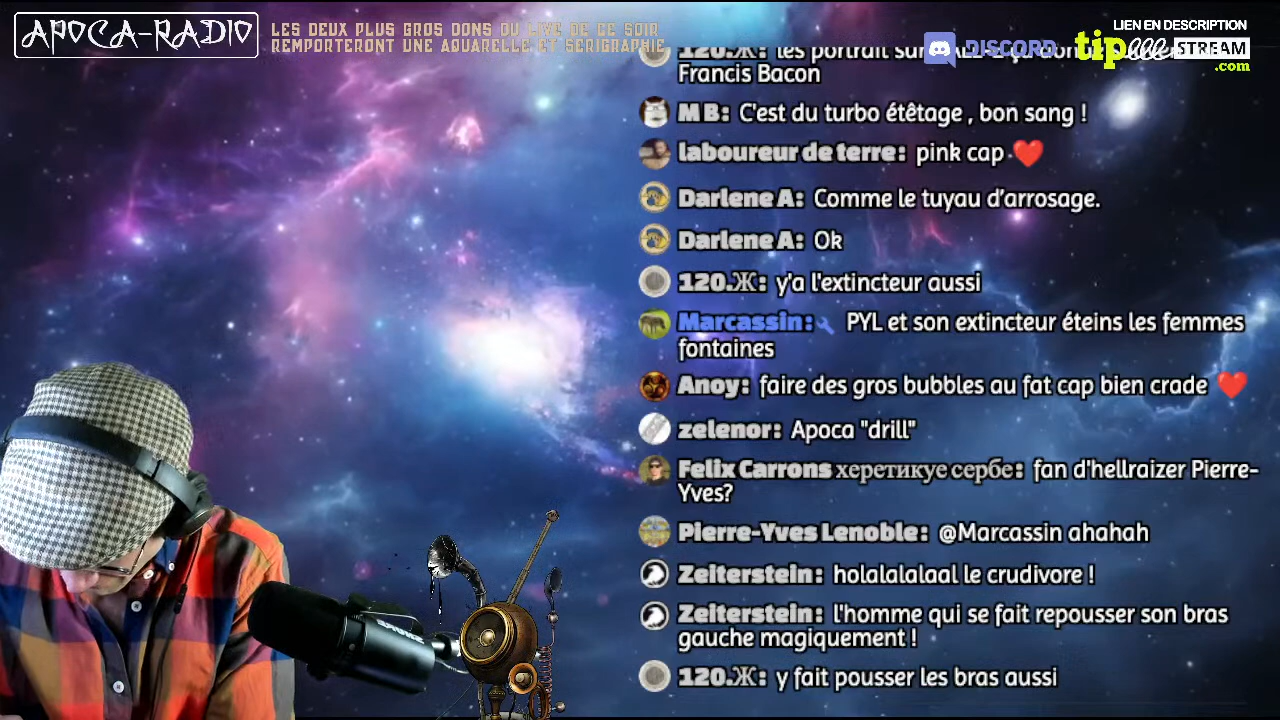 APOCA-RADIO
LES DEUX PLUS GROS DONS DU LIVE DE CE SOIR
REMPORTERONT UNE AQUARELLE ET SERIGRAPHIE
LIEN EN DESCRIPTION
DISCORD
tipeee STREAM
.com
120.Ж: les portrait
Francis Bacon
M B: C'est du turbo étêtage , bon sang !
laboureur de terre: pink cap ❤️
Darlene A: Comme le tuyau d'arrosage.
Darlene A: Ok
120.Ж: y'a l'extincteur aussi
Marcassin: PYL et son extincteur éteins les femmes
fontaines
Anoy: faire des gros bubbles au fat cap bien crade ❤️
zelenor: Apoca "drill"
Felix Carrons херетикуе сербе: fan d'hellraizer Pierre-
Yves?
Pierre-Yves Lenoble: @Marcassin ahahah
Zeiterstein: holalalalaal le crudivore !
Zeiterstein: l'homme qui se fait repousser son bras
gauche magiquement !
120.Ж: y fait pousser les bras aussi